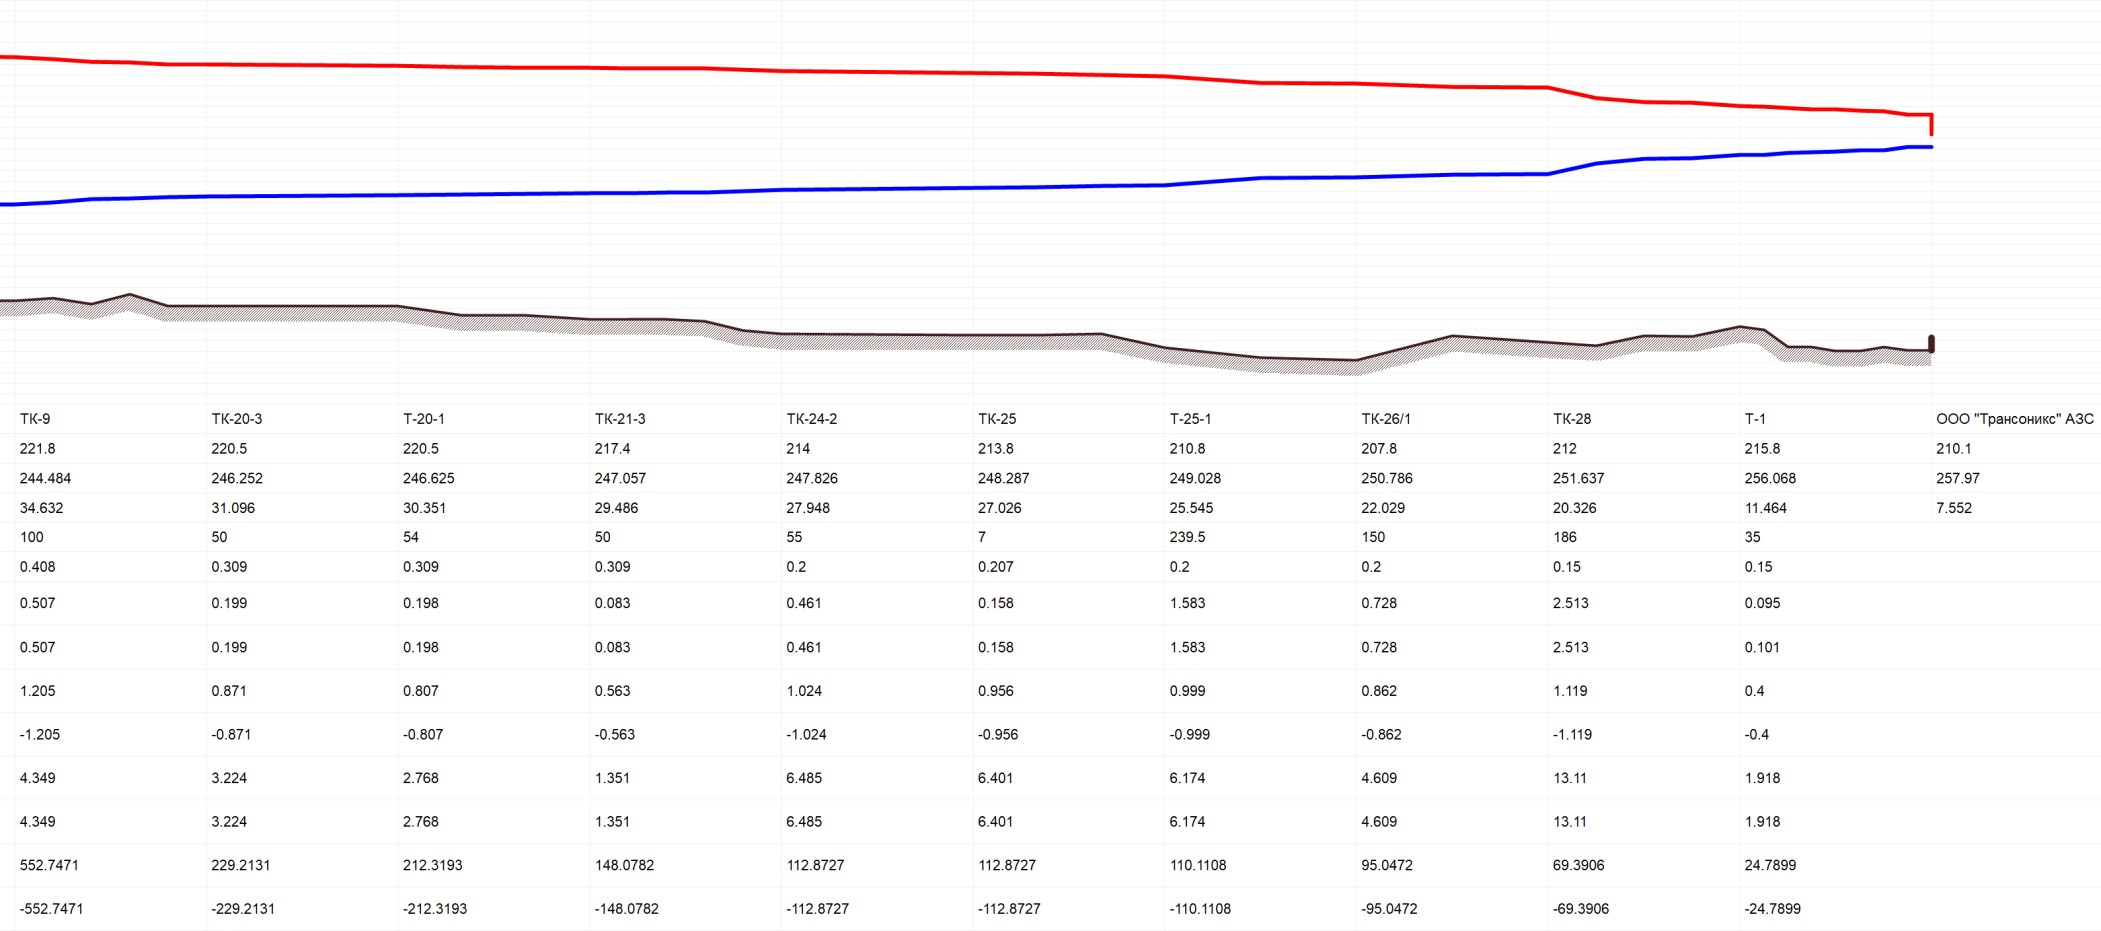 ТК-9 ТК-20-3 Т-20-1 ТК-21-3 ТК-24-2 ТК-25 Т-25-1 ТК-26/1 ТК-28 Т-1 ООО "Трансоникс" АЗС
221.8 220.5 220.5 217.4 214 213.8 210.8 207.8 212 215.8 210.1
244.484 246.252 246.625 247.057 247.826 248.287 249.028 250.786 251.637 256.068 257.97
34.632 31.096 30.351 29.486 27.948 27.026 25.545 22.029 20.326 11.464 7.552
100 50 54 50 55 7 239.5 150 186 35
0.408 0.309 0.309 0.309 0.2 0.207 0.2 0.2 0.15 0.15
0.507 0.199 0.198 0.083 0.461 0.158 1.583 0.728 2.513 0.095
0.507 0.199 0.198 0.083 0.461 0.158 1.583 0.728 2.513 0.101
1.205 0.871 0.807 0.563 1.024 0.956 0.999 0.862 1.119 0.4
-1.205 -0.871 -0.807 -0.563 -1.024 -0.956 -0.999 -0.862 -1.119 -0.4
4.349 3.224 2.768 1.351 6.485 6.401 6.174 4.609 13.11 1.918
4.349 3.224 2.768 1.351 6.485 6.401 6.174 4.609 13.11 1.918
552.7471 229.2131 212.3193 148.0782 112.8727 112.8727 110.1108 95.0472 69.3906 24.7899
-552.7471 -229.2131 -212.3193 -148.0782 -112.8727 -112.8727 -110.1108 -95.0472 -69.3906 -24.7899